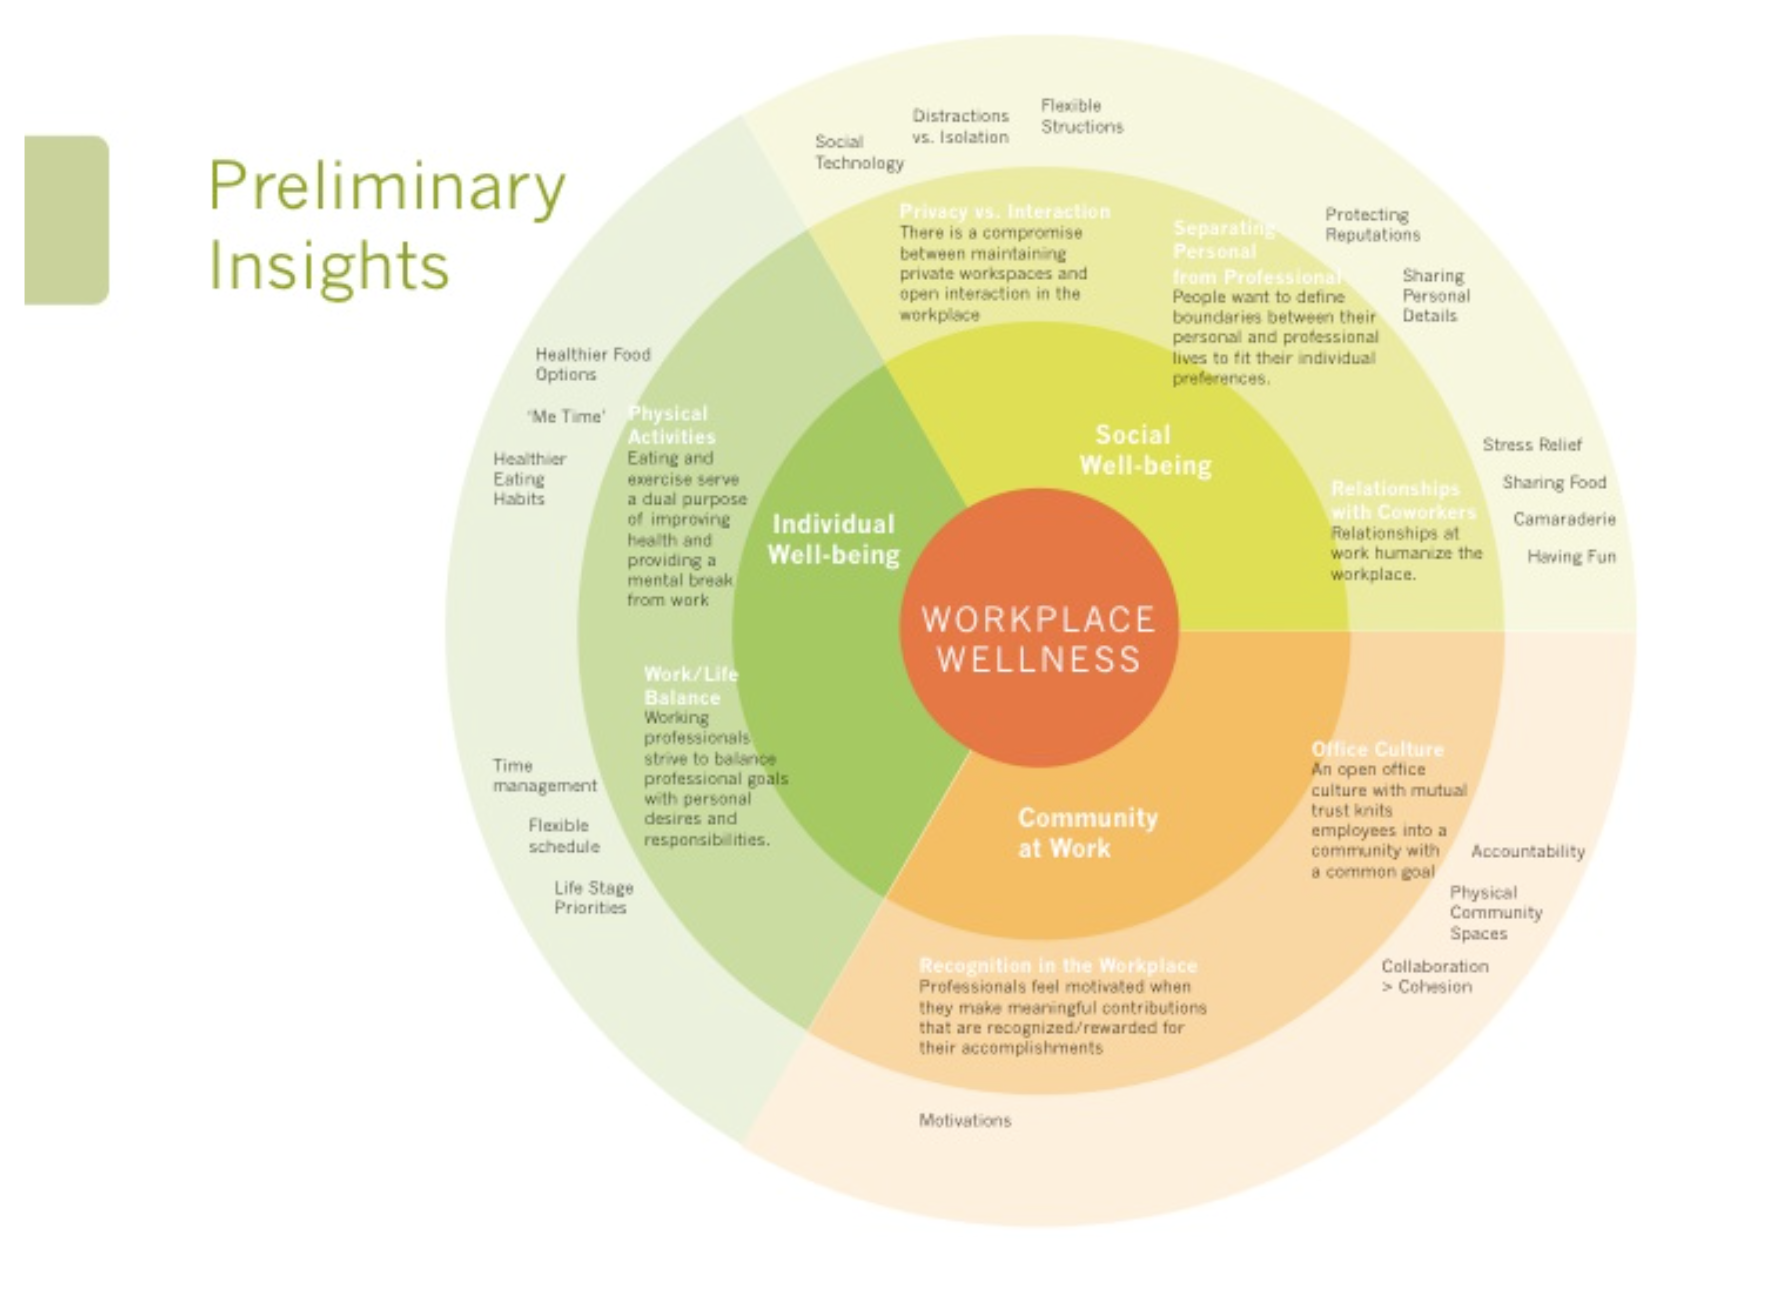 Preliminary
Insights
Social
Technology
Distractions
vs. Isolation
Flexible
Structions
Privacy vs. Interaction
There is a compromise
between maintaining
private workspaces and
open interaction in the
workplace
Separating
Personal
from Professional
People want to define
boundaries between their
personal and professional
lives to fit their individual
preferences.
Protecting
Reputations
Sharing
Personal
Details
Social
Well-being
Relationships
with Coworkers
Relationships at
work humanize the
workplace.
Stress Relief
Sharing Food
Camaraderie
Having Fun
Healthier Food
Options
'Me Time'
Healthier
Eating
Habits
Physical
Activities
Eating and
exercise serve
a dual purpose
of improving
health and
providing a
mental break
from work
Individual
Well-being
WORKPLACE
WELLNESS
Work/Life
Balance
Working
professionals
strive to balance
professional goals
with personal
desires and
responsibilities.
Time
management
Flexible
schedule
Life Stage
Priorities
Community
at Work
Office Culture
An open office
culture with mutual
trust knits
employees into a
community with
a common goal
Accountability
Physical
Community
Spaces
Collaboration
> Cohesion
Recognition in the Workplace
Professionals feel motivated when
they make meaningful contributions
that are recognized/rewarded for
their accomplishments
Motivations